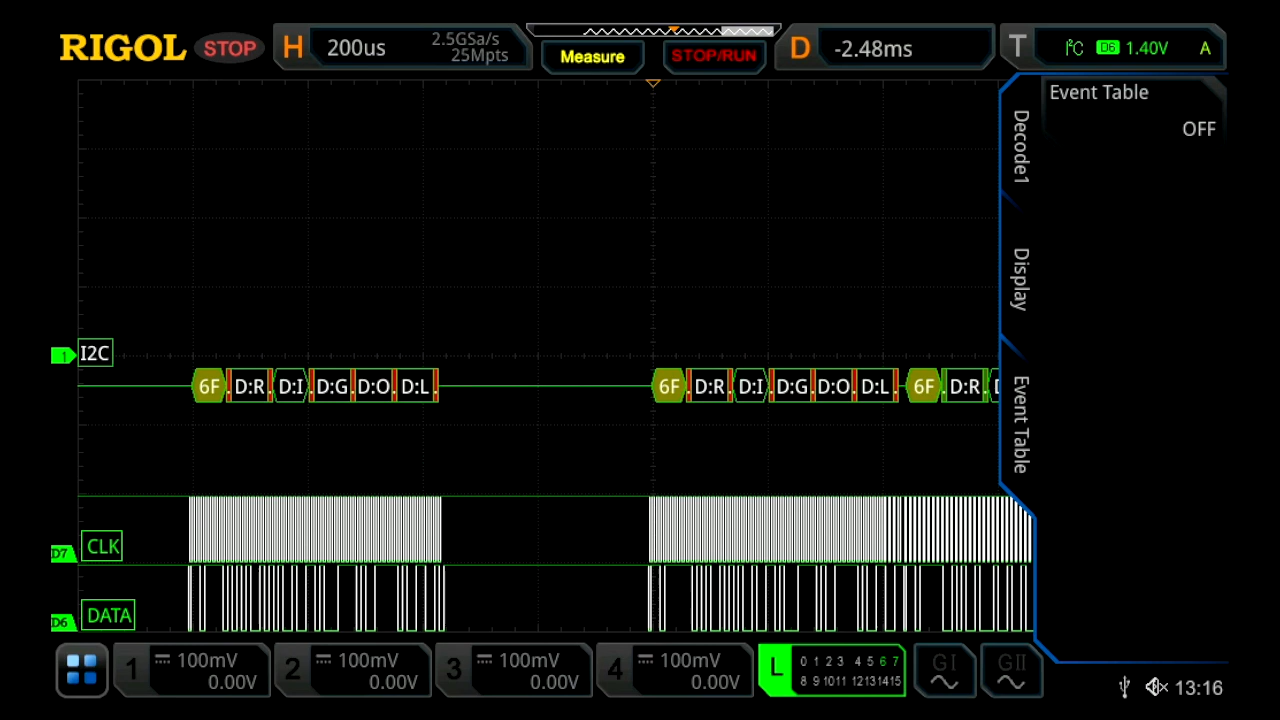 RIGOL STOP H 200us 2.5GSa/s 25Mpts Measure STOP/RUN D -2.48ms T I²C D6 1.40V A
Event Table
OFF
Decode1
Display
Event Table
1 I2C
6F D:R D:I D:G D:O D:L 6F D:R D:I D:G D:O D:L 6F D:R
D7 CLK
D6 DATA
1 100mV 0.00V
2 100mV 0.00V
3 100mV 0.00V
4 100mV 0.00V
L 0 1 2 3 4 5 6 7
8 9 10 11 12 13 14 15
GI GII
13:16